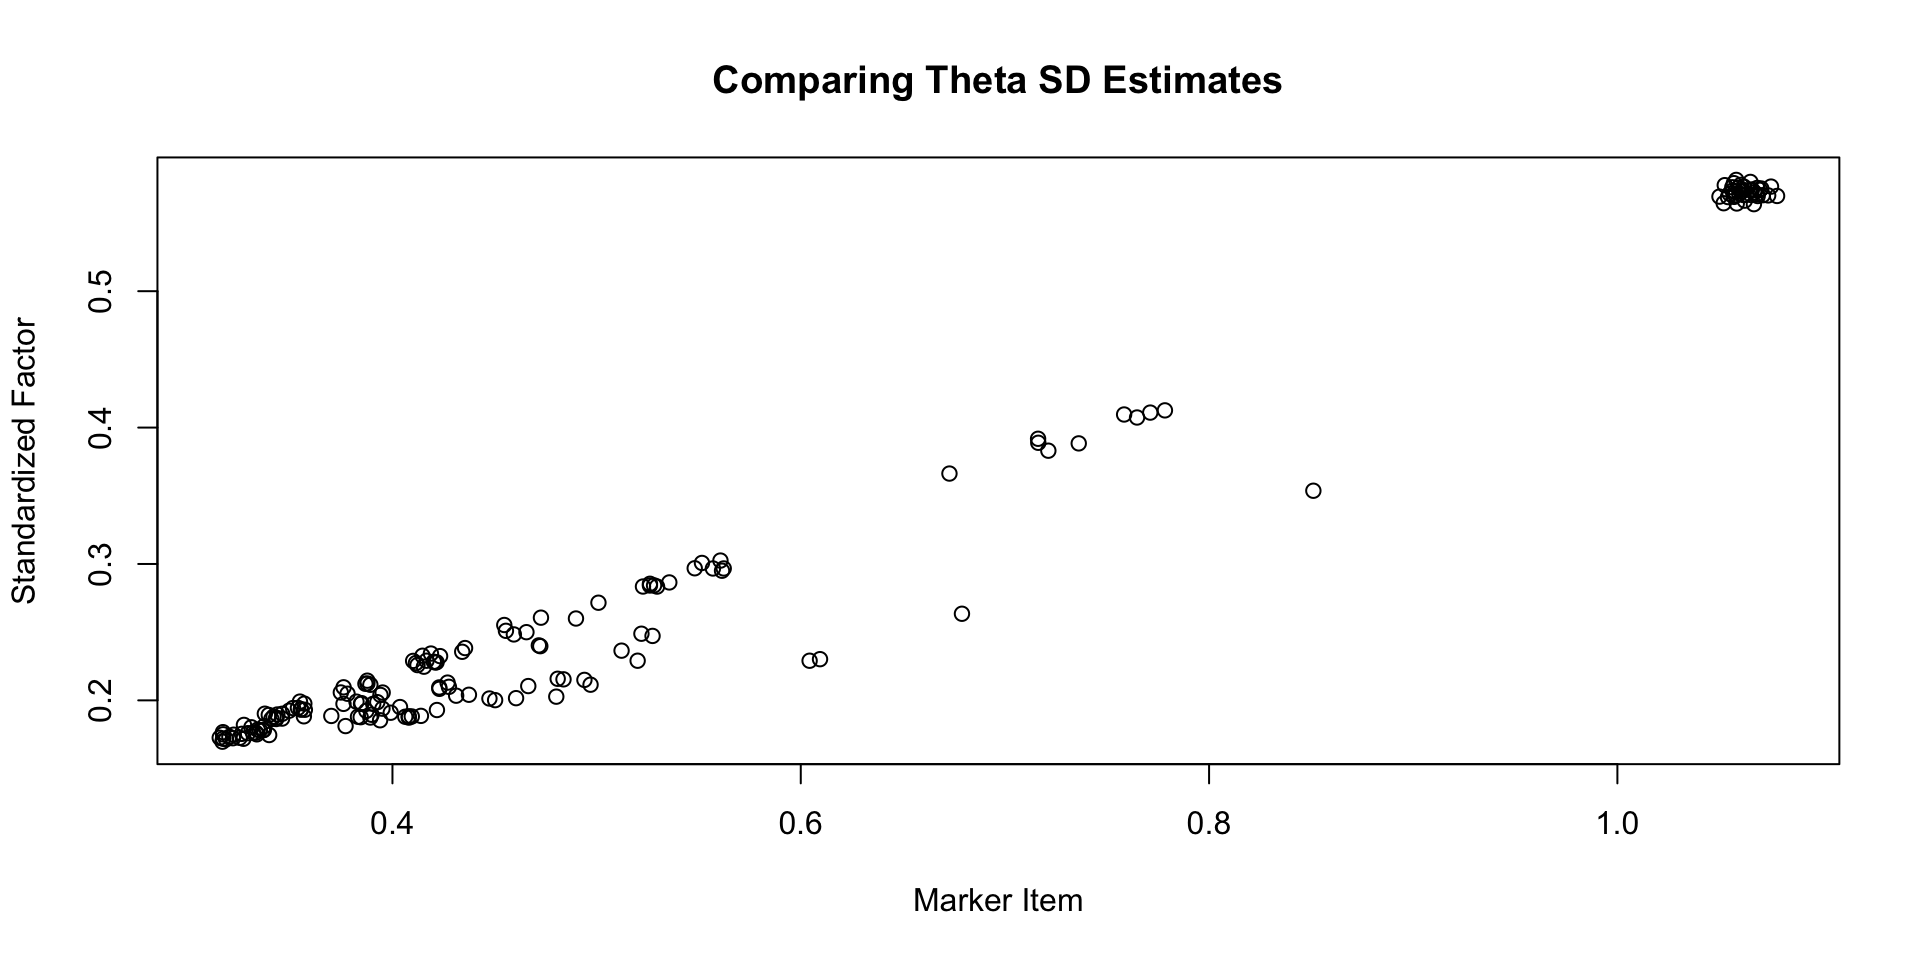 Comparing Theta SD Estimates
Standardized Factor
0.5
0.4
0.3
0.2
0.4 0.6 0.8 1.0
Marker Item